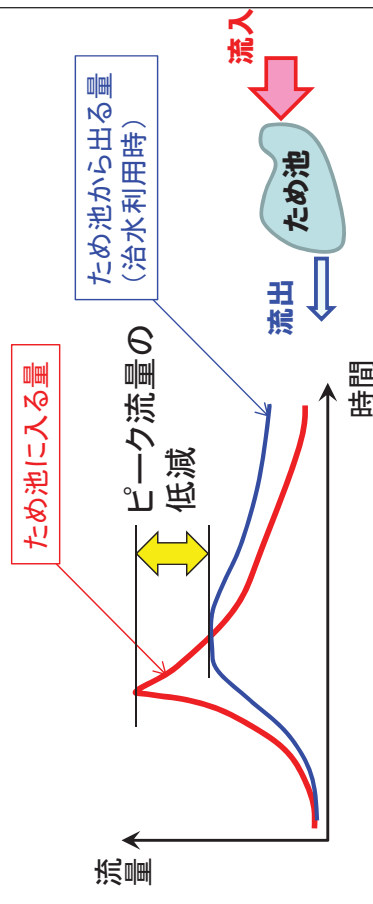 ため池に入る量
ため池から出る量
（治水利用時）
ピーク流量の
低減
流量
時間
流入
ため池
流出